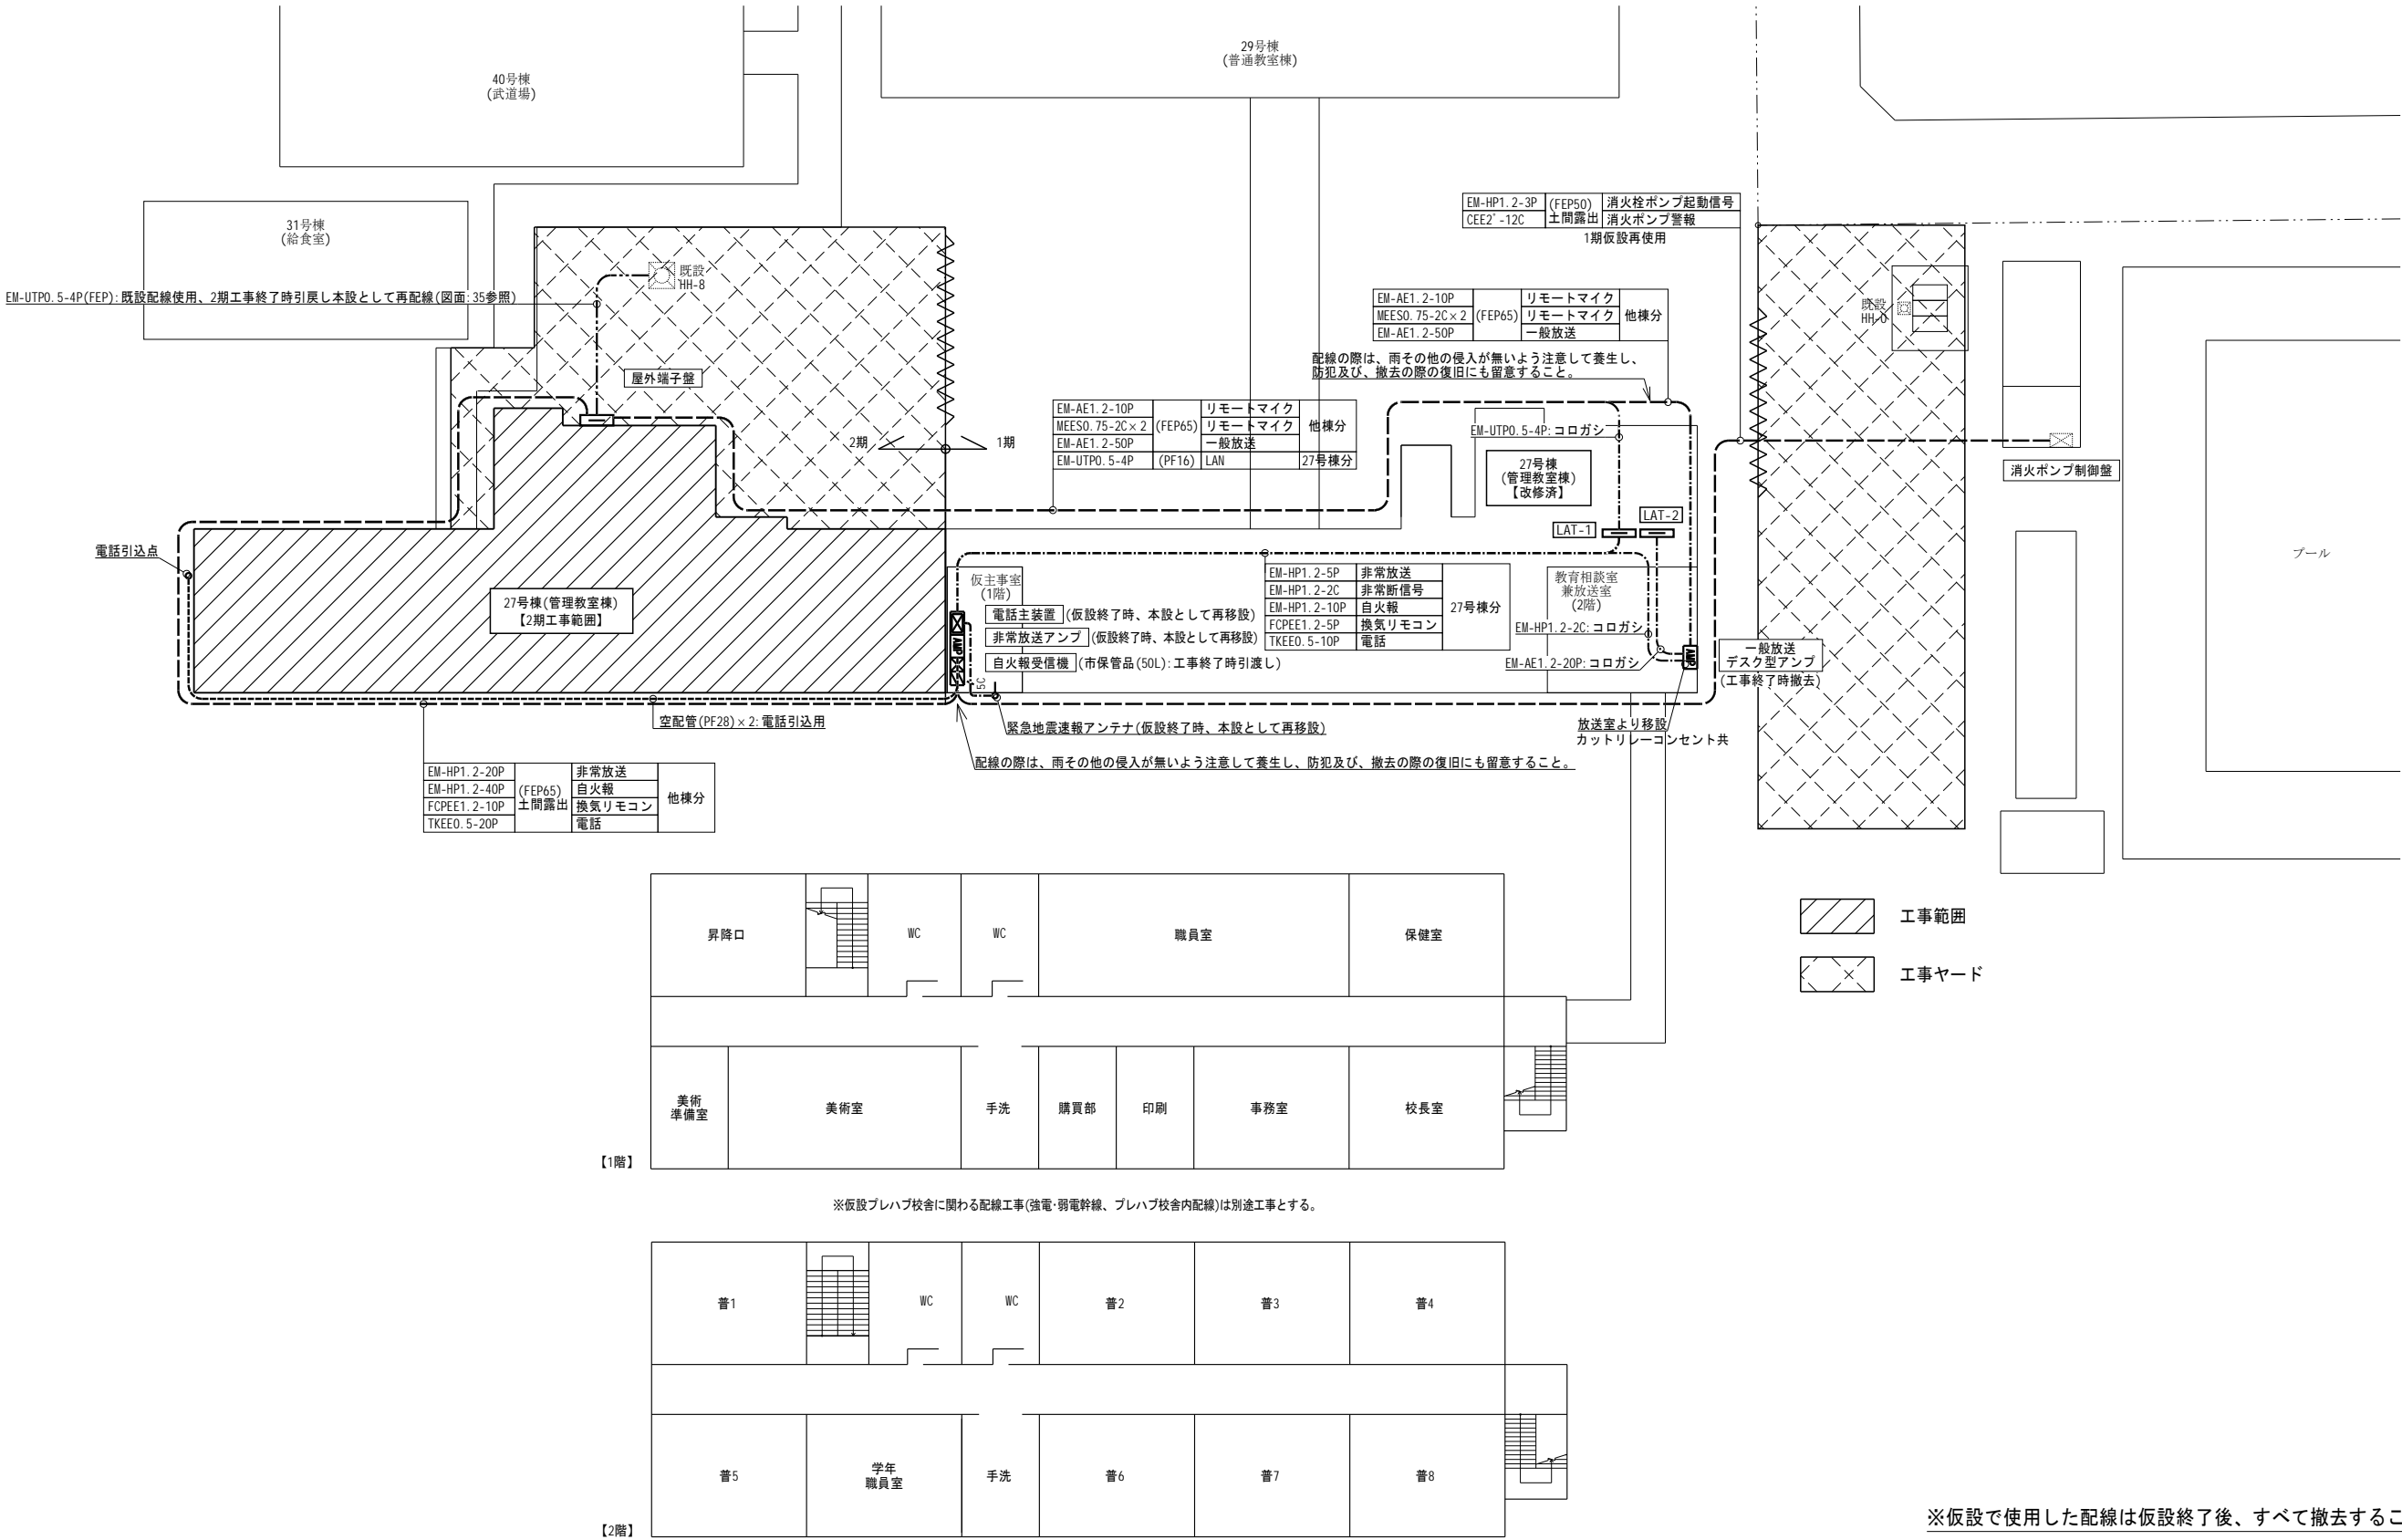 40号棟
(武道場)
29号棟
(普通教室棟)
31号棟
(給食室)
EM-HP1.2-3P (FEP50) 消火栓ポンプ起動信号
CEE2゜-12C 土間露出 消火ポンプ警報
1期仮設再使用
既設
HH-8
EM-UTP0.5-4P(FEP):既設配線使用、2期工事終了時引戻し本設として再配線(図面:35参照)
既設
HH-0
EM-AE1.2-10P リモートマイク
MEES0.75-2C×2 (FEP65) リモートマイク 他棟分
EM-AE1.2-50P 一般放送
配線の際は、雨その他の侵入が無いよう注意して養生し、
防犯及び、撤去の際の復旧にも留意すること。
屋外端子盤
EM-AE1.2-10P リモートマイク
MEES0.75-2C×2 (FEP65) リモートマイク 他棟分
EM-AE1.2-50P 一般放送
EM-UTP0.5-4P (PF16) LAN 27号棟分
2期
1期
EM-UTP0.5-4P:コロガシ
27号棟
(管理教室棟)
【改修済】
消火ポンプ制御盤
LAT-1
LAT-2
電話引込点
プール
27号棟(管理教室棟)
【2期工事範囲】
仮主事室
(1階)
電話主装置 (仮設終了時、本設として再移設)
非常放送アンプ (仮設終了時、本設として再移設)
自火報受信機 (市保管品(50L):工事終了時引渡し)
AMP
5C
EM-HP1.2-5P 非常放送
EM-HP1.2-2C 非常断信号
EM-HP1.2-10P 自火報 27号棟分
FCPEE1.2-5P 換気リモコン
TKEE0.5-10P 電話
教育相談室
兼放送室
(2階)
EM-HP1.2-2C:コロガシ
EM-AE1.2-20P:コロガシ
AMP
一般放送
デスク型アンプ
(工事終了時撤去)
空配管(PF28)×2:電話引込用
緊急地震速報アンテナ(仮設終了時、本設として再移設)
放送室より移設
カットリレーコンセント共
配線の際は、雨その他の侵入が無いよう注意して養生し、防犯及び、撤去の際の復旧にも留意すること。
EM-HP1.2-20P 非常放送
EM-HP1.2-40P (FEP65) 自火報 他棟分
FCPEE1.2-10P 土間露出 換気リモコン
TKEE0.5-20P 電話
昇降口
WC
WC
職員室
保健室
工事範囲
工事ヤード
美術
準備室
美術室
手洗
購買部
印刷
事務室
校長室
【1階】
※仮設プレハブ校舎に関わる配線工事(強電・弱電幹線、プレハブ校舎内配線)は別途工事とする。
普1
WC
WC
普2
普3
普4
普5
学年
職員室
手洗
普6
普7
普8
【2階】
※仮設で使用した配線は仮設終了後、すべて撤去するこ